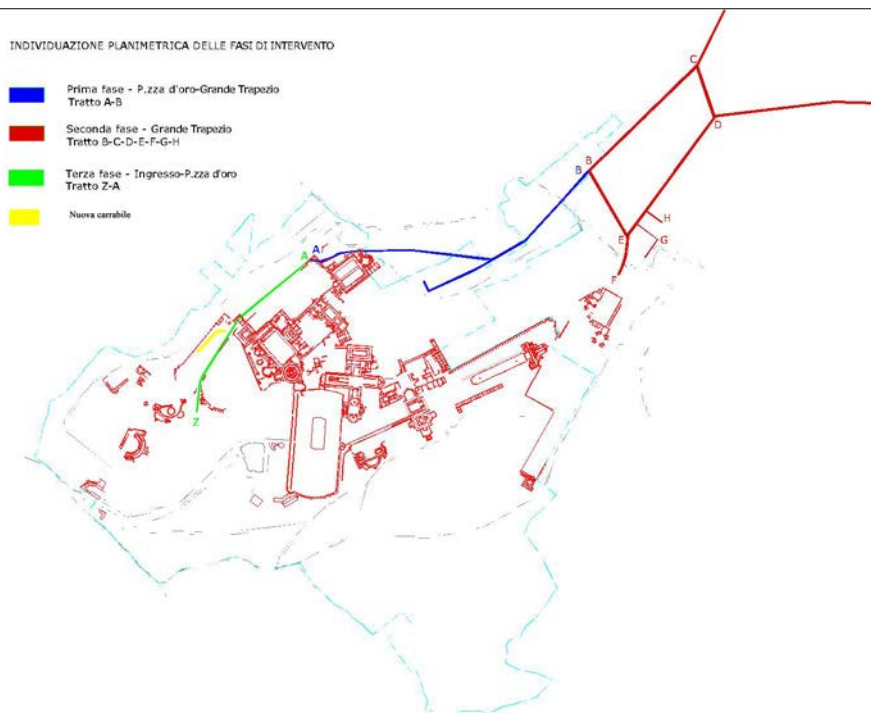 INDIVIDUAZIONE PLANIMETRICA DELLE FASI DI INTERVENTO
Prima fase - P.zza d'oro-Grande Trapezio
Tratto A-B
Seconda fase - Grande Trapezio
Tratto B-C-D-E-F-G-H
Terza fase - Ingresso-P.zza d'oro
Tratto Z-A
Nuova carrabile
C
D
B
B
H
E
G
A
A
F
Z